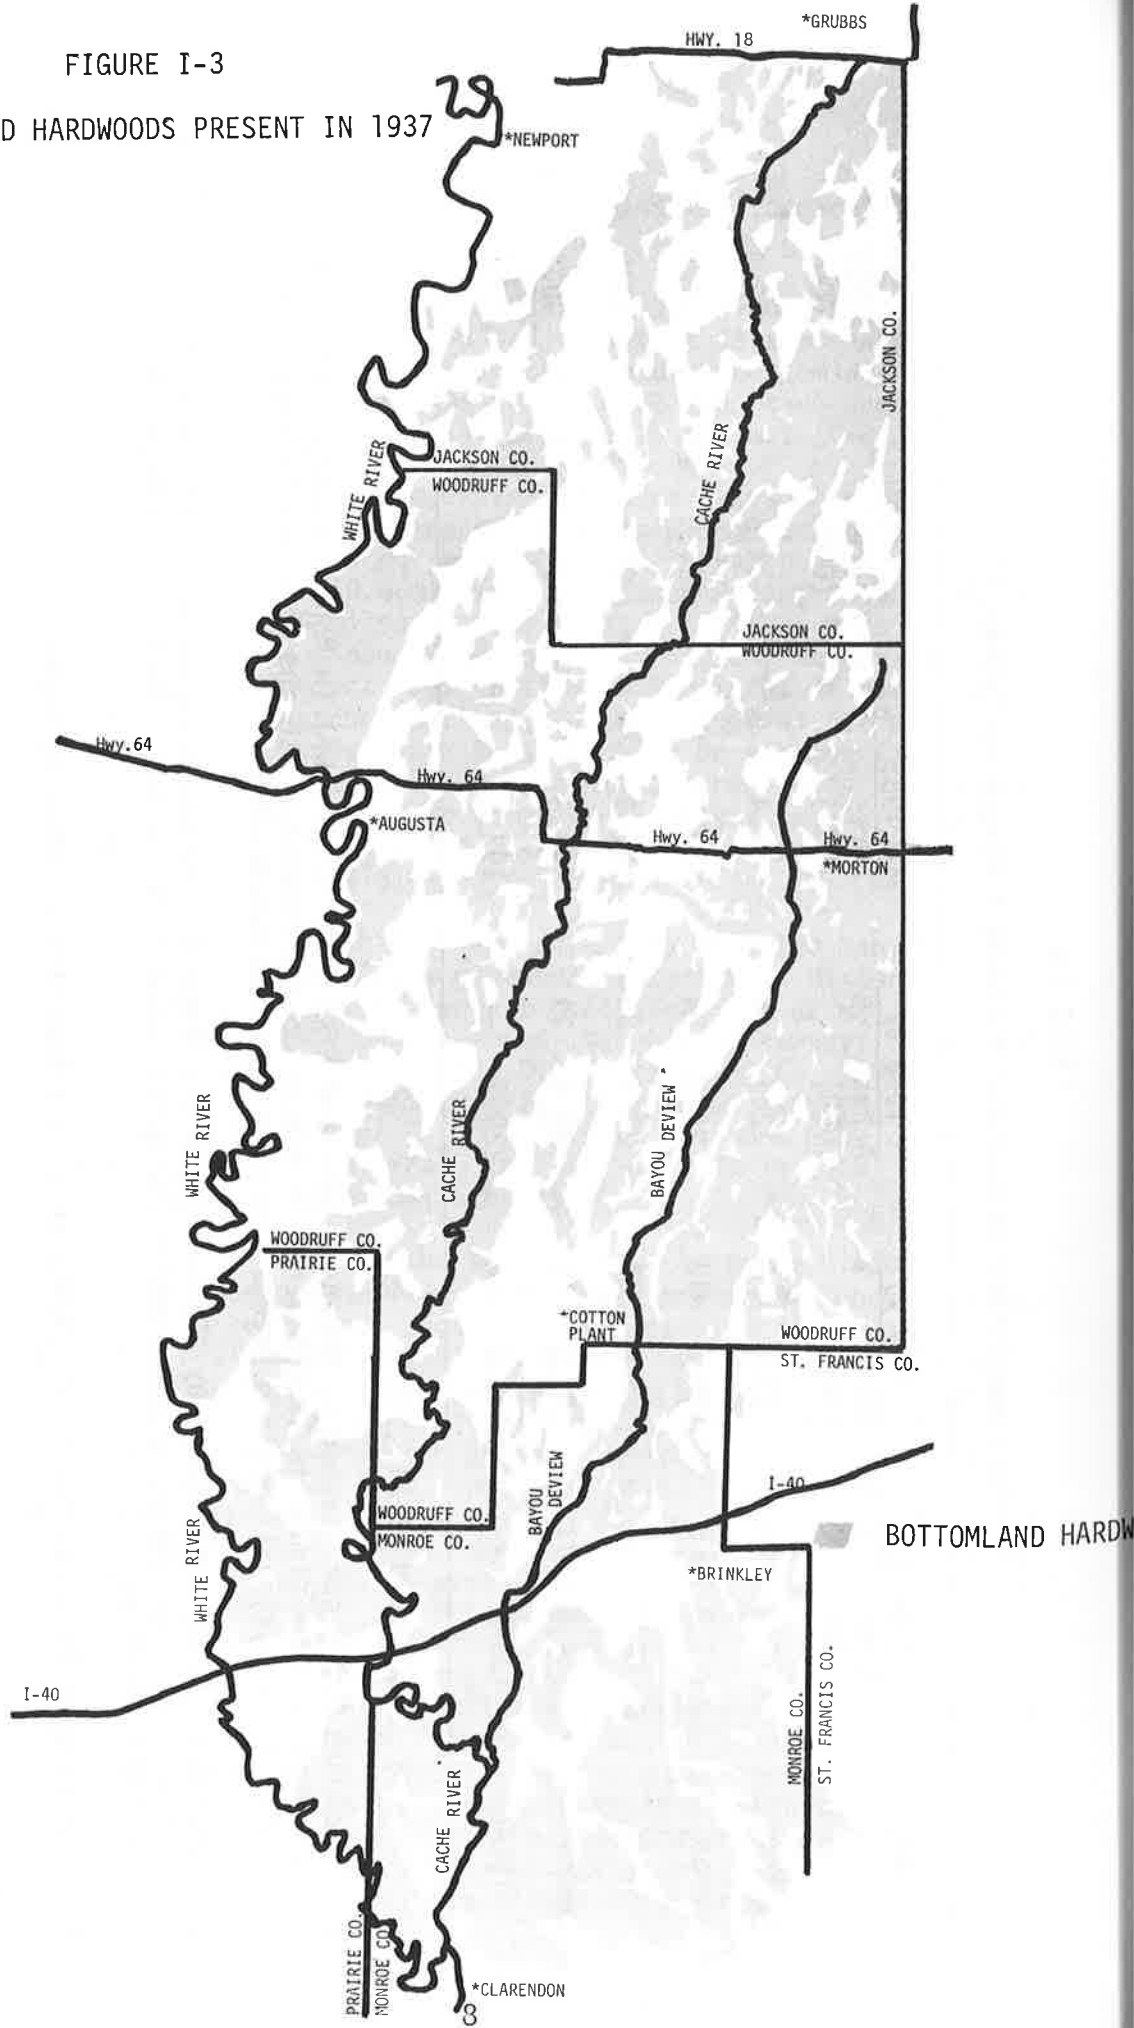 *GRUBBS
HWY. 18
FIGURE I-3
D HARDWOODS PRESENT IN 1937
*NEWPORT
JACKSON CO.
CACHE RIVER
WHITE RIVER
JACKSON CO.
WOODRUFF CO.
JACKSON CO.
WOODRUFF CO.
Hwy. 64
Hwy. 64
*AUGUSTA
Hwy. 64
Hwy. 64
*MORTON
WHITE RIVER
CACHE RIVER
BAYOU DEVIEW
WOODRUFF CO.
PRAIRIE CO.
*COTTON
PLANT
WOODRUFF CO.
ST. FRANCIS CO.
I-40
BAYOU
DEVIEW
WOODRUFF CO.
MONROE CO.
WHITE RIVER
BOTTOMLAND HARDW
*BRINKLEY
I-40
MONROE CO.
ST. FRANCIS CO.
CACHE RIVER
PRAIRIE CO.
MONROE CO.
*CLARENDON
8